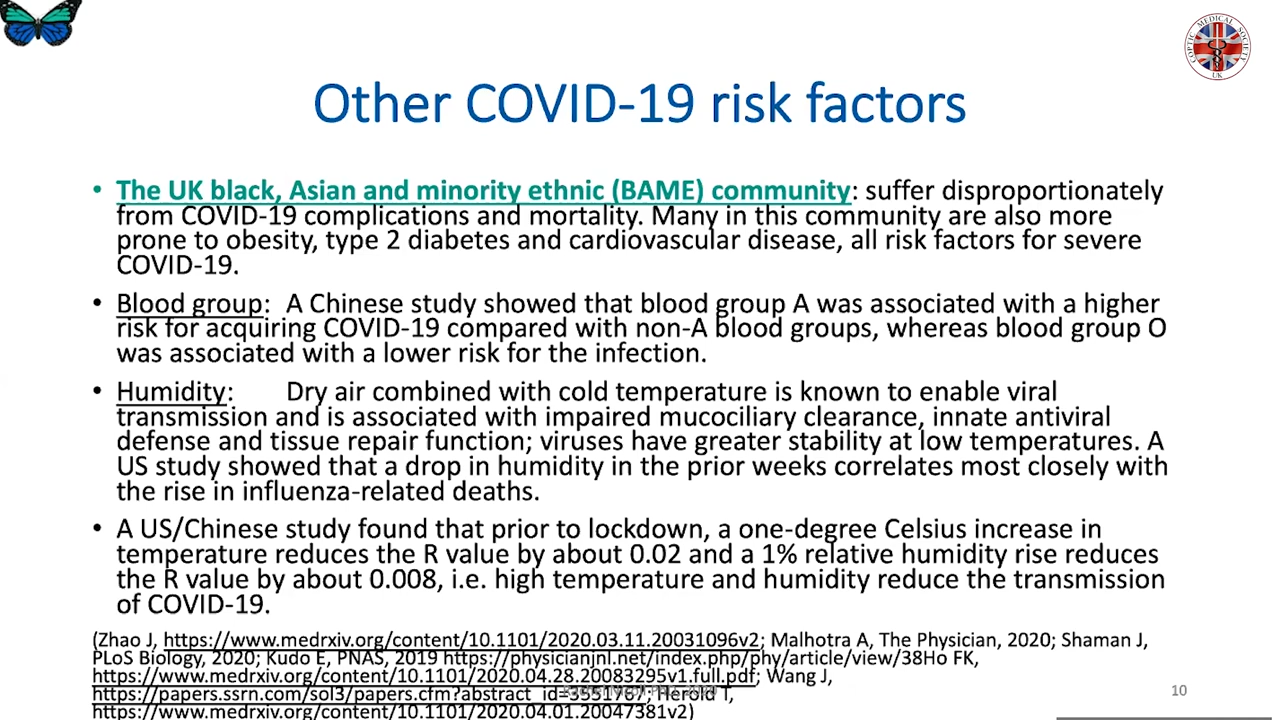 COPTIC MEDICAL SOCIETY
UK
Other COVID-19 risk factors
• The UK black, Asian and minority ethnic (BAME) community: suffer disproportionately
from COVID-19 complications and mortality. Many in this community are also more
prone to obesity, type 2 diabetes and cardiovascular disease, all risk factors for severe
COVID-19.
• Blood group: A Chinese study showed that blood group A was associated with a higher
risk for acquiring COVID-19 compared with non-A blood groups, whereas blood group O
was associated with a lower risk for the infection.
• Humidity: Dry air combined with cold temperature is known to enable viral
transmission and is associated with impaired mucociliary clearance, innate antiviral
defense and tissue repair function; viruses have greater stability at low temperatures. A
US study showed that a drop in humidity in the prior weeks correlates most closely with
the rise in influenza-related deaths.
• A US/Chinese study found that prior to lockdown, a one-degree Celsius increase in
temperature reduces the R value by about 0.02 and a 1% relative humidity rise reduces
the R value by about 0.008, i.e. high temperature and humidity reduce the transmission
of COVID-19.
(Zhao J, https://www.medrxiv.org/content/10.1101/2020.03.11.20031096v2; Malhotra A, The Physician, 2020; Shaman J,
PLoS Biology, 2020; Kudo E, PNAS, 2019 https://physicianjnl.net/index.php/phy/article/view/38Ho FK,
https://www.medrxiv.org/content/10.1101/2020.04.28.20083295v1.full.pdf; Wang J,
https://papers.ssrn.com/sol3/papers.cfm?abstract_id=3551767; Herold T,
https://www.medrxiv.org/content/10.1101/2020.04.01.20047381v2)
10